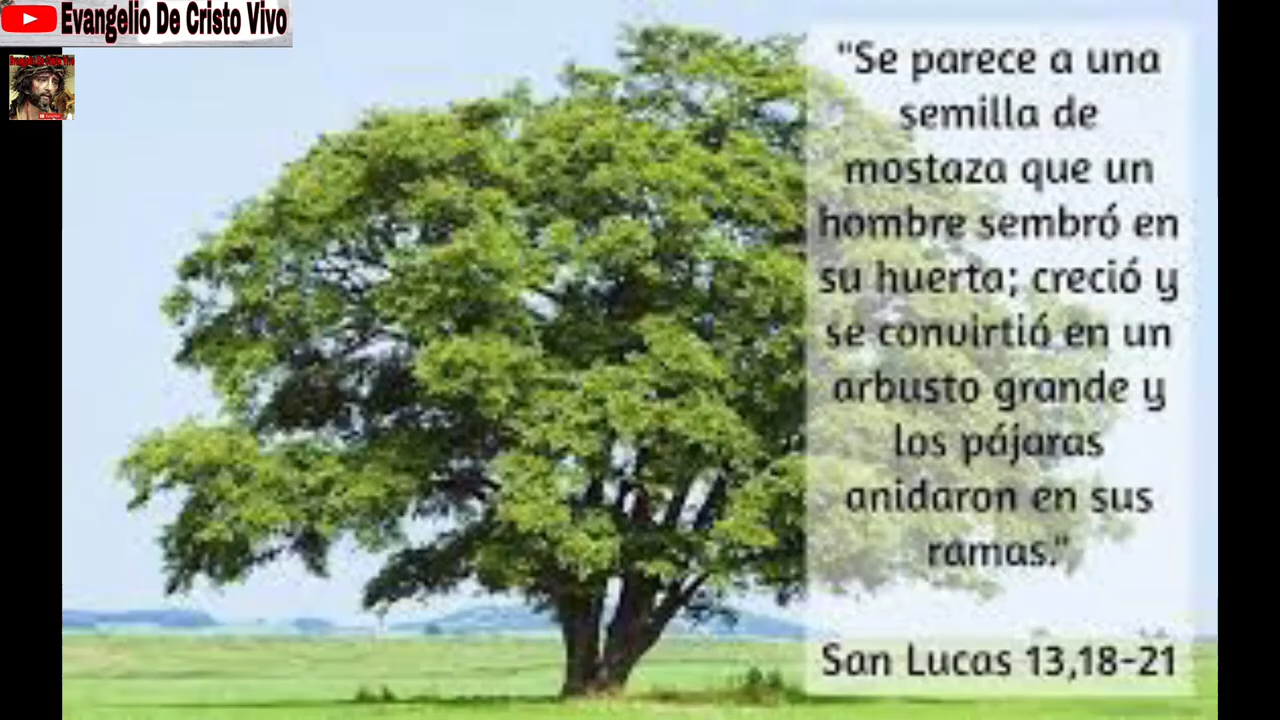 Evangelio De Cristo Vivo
"Se parece a una
semilla de
mostaza que un
hombre sembró en
su huerta; creció y
se convirtió en un
arbusto grande y
los pájaras
anidaron en sus
ramas."
San Lucas 13,18-21